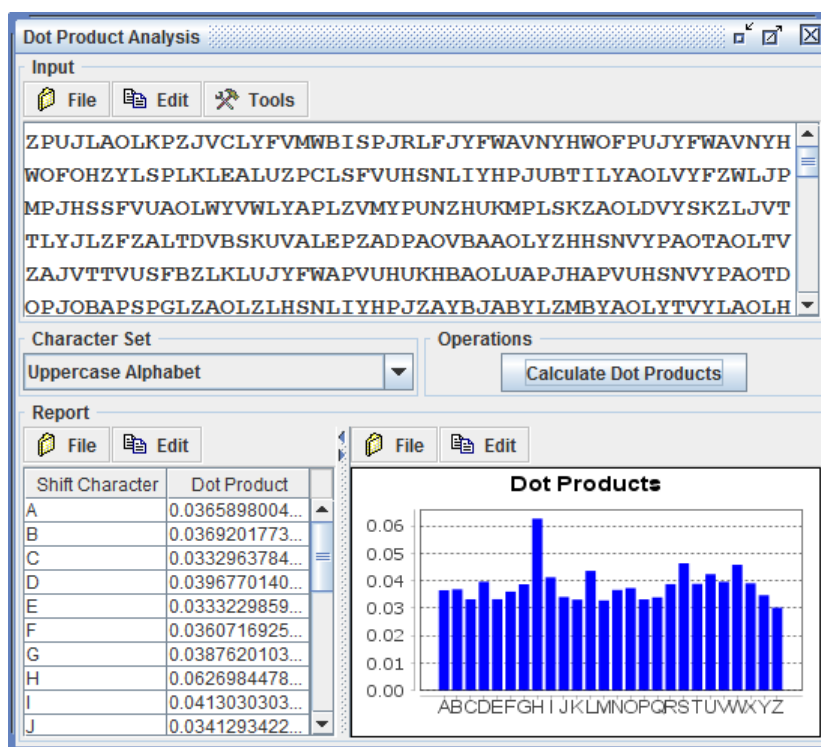 Dot Product Analysis
Input
File Edit Tools
ZPUJLAOLKPZJVCLYFVMWBISPJRLFJYFWAVNYHWOFPUJYFWAVNYH
WOFOHZYLSPLKLEALUZPCLSFVUHSNLIYHPJUBTILYAOLVYFZWLJP
MPJHSSFVUAOLWYVWLYAPLZVMYPUNZHUKMPLSKZAOLDVYSKZLJVT
TLYJLZFZALTDVBSKUVALEPZADPAOVBAAOLYZHHSNVYPAOTAOLTV
ZAJVTTVUSFBZLKLUJYFWAPVUHUKHBAOLUAPJHAPVUHSNVYPAOTD
OPJOBAPSPGLZAOLZLHSNLIYHPJZAYBJABYLZMBYAOLYTVYLAOLH
Character Set
Uppercase Alphabet
Operations
Calculate Dot Products
Report
File Edit
Shift Character Dot Product
A 0.0365898004...
B 0.0369201773...
C 0.0332963784...
D 0.0396770140...
E 0.0333229859...
F 0.0360716925...
G 0.0387620103...
H 0.0626984478...
I 0.0413030303...
J 0.0341293422...
File Edit
Dot Products
0.06
0.05
0.04
0.03
0.02
0.01
0.00
ABCDEFGHIJKLMNOPQRSTUVWXYZ